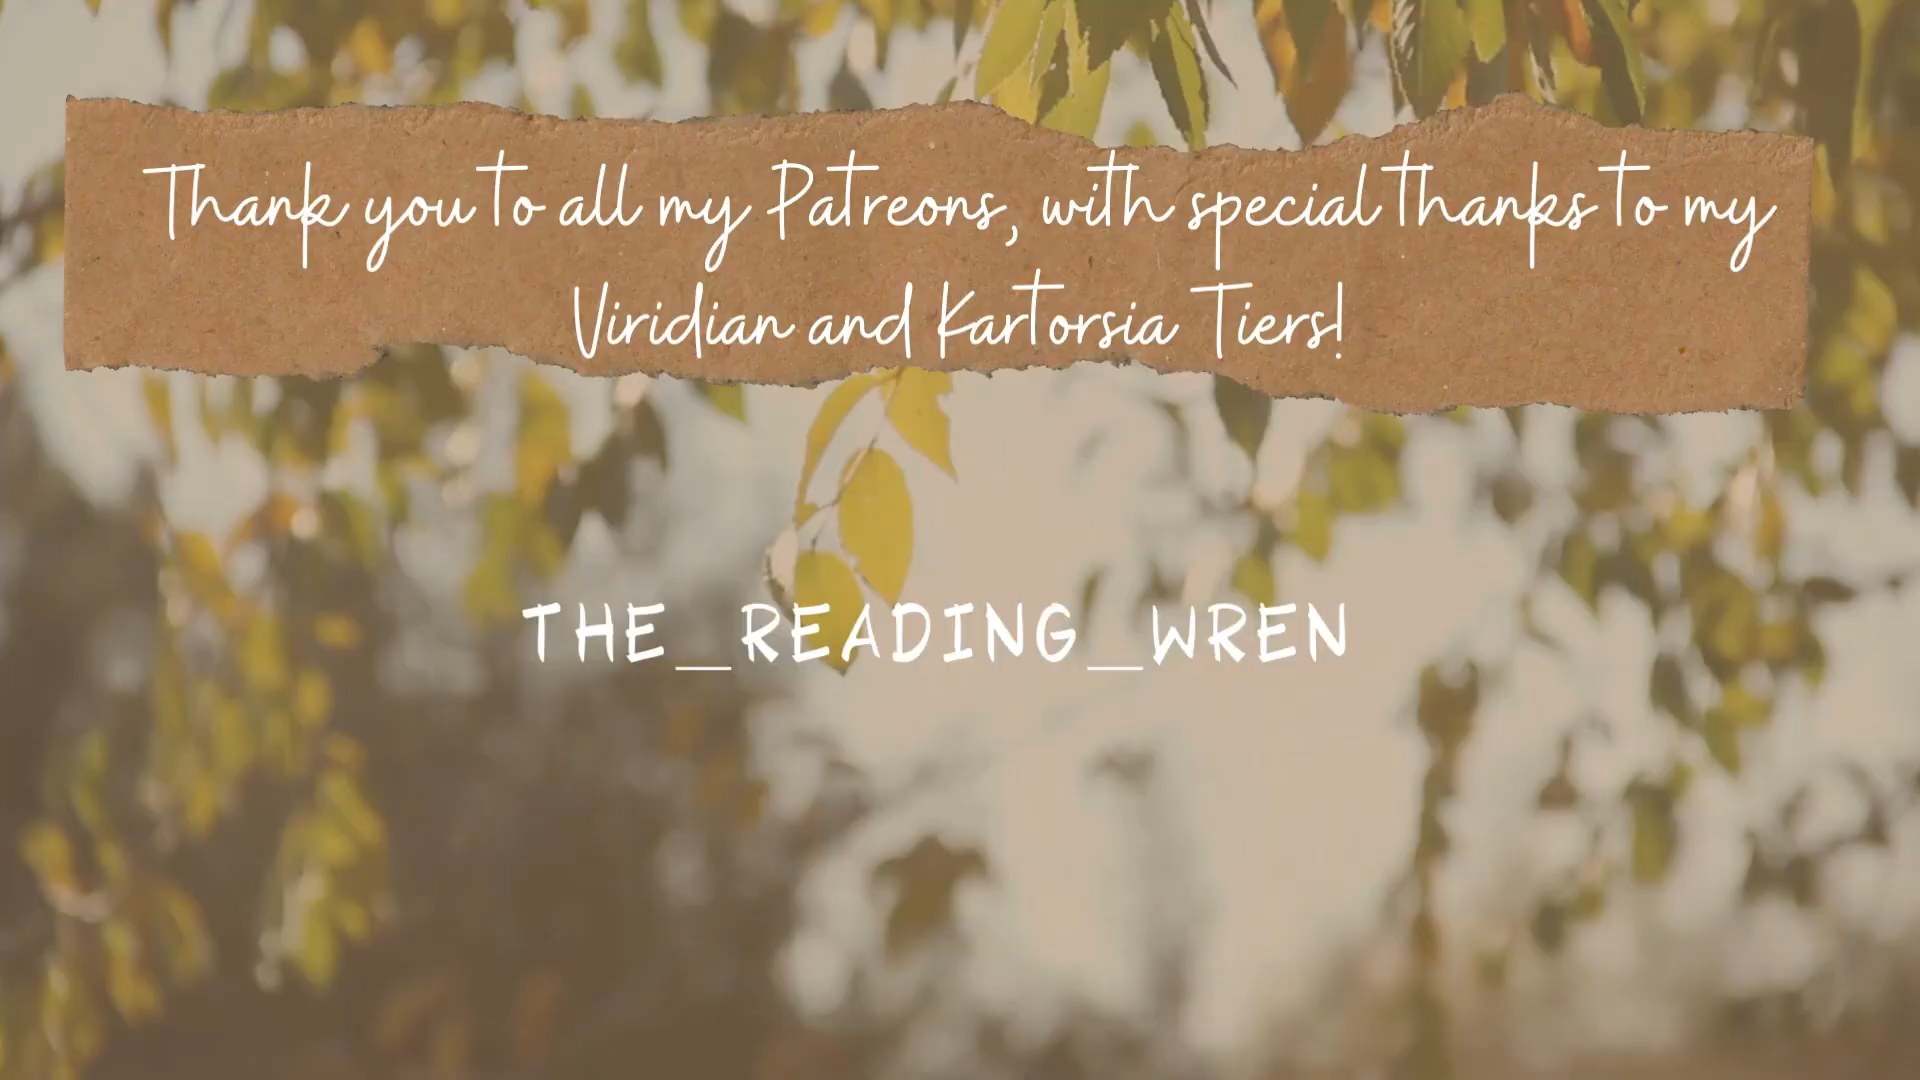 Thank you to all my Patreons, with special thanks to my
Viridian and Kartorsia Tiers!
THE_READING_WREN